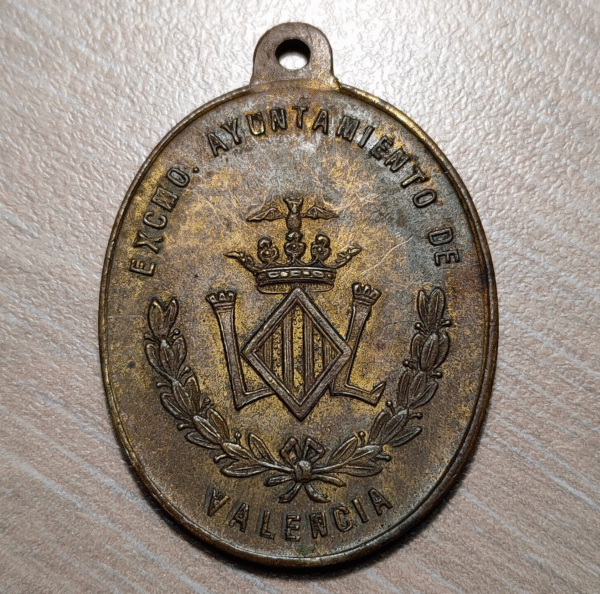 EXCMO. AYUNTAMIENTO DE
L L
VALENCIA